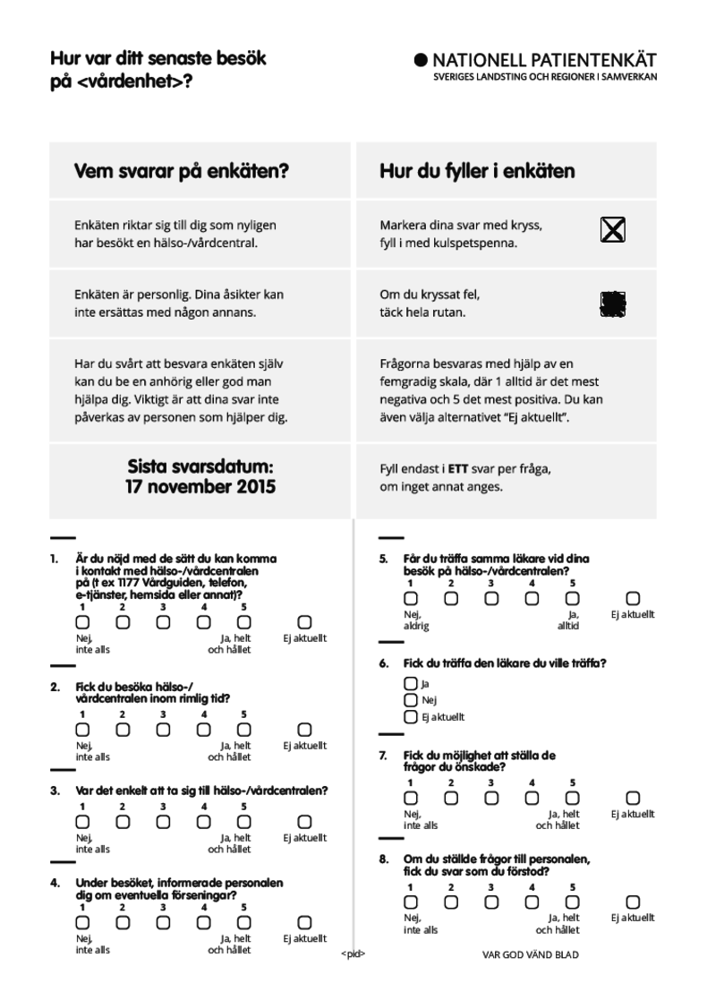 Hur var ditt senaste besök
på <vårdenhet>?
NATIONELL PATIENTENKÄT
SVERIGES LANDSTING OCH REGIONER I SAMVERKAN
Vem svarar på enkäten?
Enkäten riktar sig till dig som nyligen
har besökt en hälso-/vårdcentral.
Enkäten är personlig. Dina åsikter kan
inte ersättas med någon annans.
Har du svårt att besvara enkäten själv
kan du be en anhörig eller god man
hjälpa dig. Viktigt är att dina svar inte
påverkas av personen som hjälper dig.
Sista svarsdatum:
17 november 2015
Hur du fyller i enkäten
Markera dina svar med kryss,
fyll i med kulspetspenna.
Om du kryssat fel,
täck hela rutan.
Frågorna besvaras med hjälp av en
femgradig skala, där 1 alltid är det mest
negativa och 5 det mest positiva. Du kan
även välja alternativet “Ej aktuellt”.
Fyll endast i ETT svar per fråga,
om inget annat anges.
1. Är du nöjd med de sätt du kan komma
i kontakt med hälso-/vårdcentralen
på (t ex 1177 Vårdguiden, telefon,
e-tjänster, hemsida eller annat)?
1 2 3 4 5
Nej, Ja, helt Ej aktuellt
inte alls och hållet
2. Fick du besöka hälso-/
vårdcentralen inom rimlig tid?
1 2 3 4 5
Nej, Ja, helt Ej aktuellt
inte alls och hållet
3. Var det enkelt att ta sig till hälso-/vårdcentralen?
1 2 3 4 5
Nej, Ja, helt Ej aktuellt
inte alls och hållet
4. Under besöket, informerade personalen
dig om eventuella förseningar?
1 2 3 4 5
Nej, Ja, helt Ej aktuellt
inte alls och hållet
5. Får du träffa samma läkare vid dina
besök på hälso-/vårdcentralen?
1 2 3 4 5
Nej, Ja, Ej aktuellt
aldrig alltid
6. Fick du träffa den läkare du ville träffa?
Ja
Nej
Ej aktuellt
7. Fick du möjlighet att ställa de
frågor du önskade?
1 2 3 4 5
Nej, Ja, helt Ej aktuellt
inte alls och hållet
8. Om du ställde frågor till personalen,
fick du svar som du förstod?
1 2 3 4 5
Nej, Ja, helt Ej aktuellt
inte alls och hållet
<pid> VAR GOD VÄND BLAD